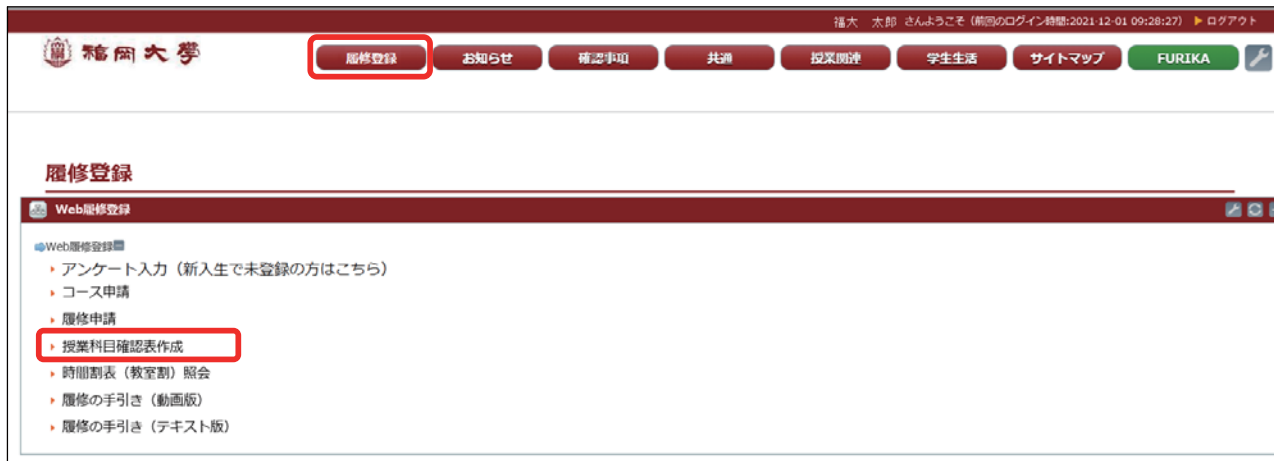 福大　太郎 さんようこそ（前回のログイン時間:2021-12-01 09:28:27） ログアウト
福岡大學
履修登録 お知らせ 確認事項 共通 授業関連 学生生活 サイトマップ FURIKA
履修登録
Web履修登録
Web履修登録
アンケート入力（新入生で未登録の方はこちら）
コース申請
履修申請
授業科目確認表作成
時間割表（教室割）照会
履修の手引き（動画版）
履修の手引き（テキスト版）